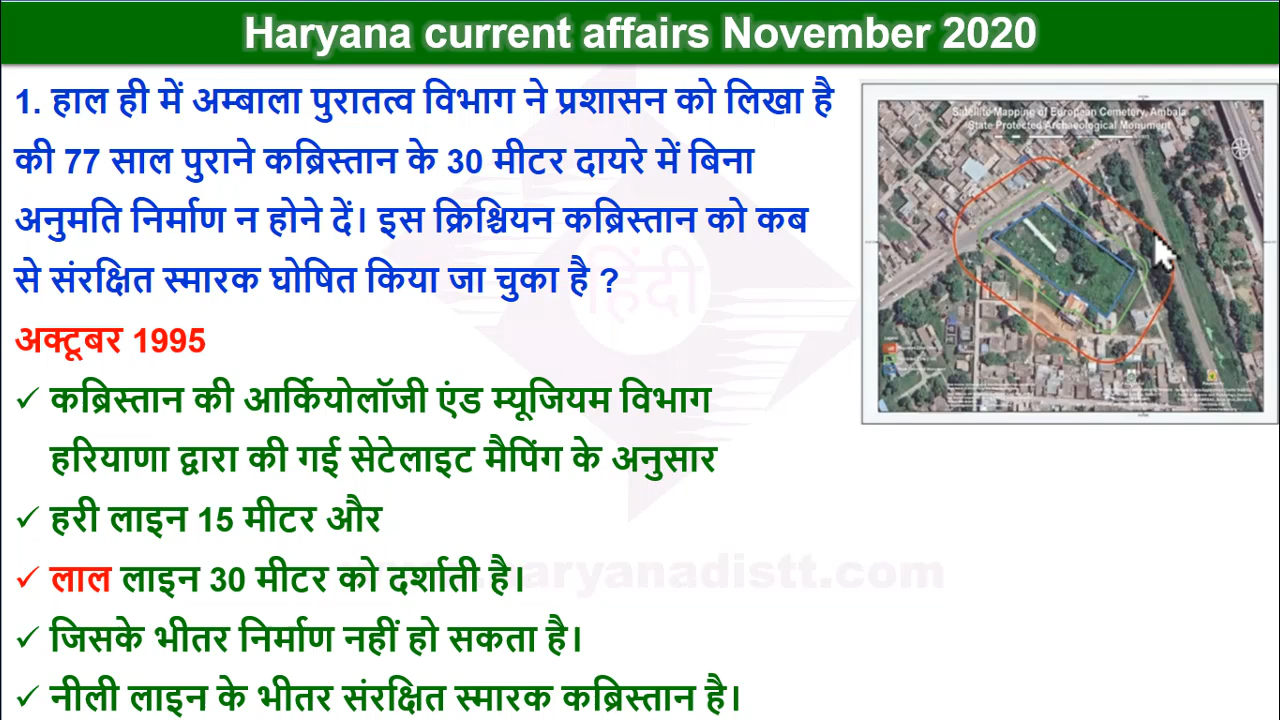 Haryana current affairs November 2020
1. हाल ही में अम्बाला पुरातत्व विभाग ने प्रशासन को लिखा है
की 77 साल पुराने कब्रिस्तान के 30 मीटर दायरे में बिना
अनुमति निर्माण न होने दें। इस क्रिश्चियन कब्रिस्तान को कब
से संरक्षित स्मारक घोषित किया जा चुका है ?
अक्टूबर 1995
✓ कब्रिस्तान की आर्कियोलॉजी एंड म्यूजियम विभाग
हरियाणा द्वारा की गई सेटेलाइट मैपिंग के अनुसार
✓ हरी लाइन 15 मीटर और
✓ लाल लाइन 30 मीटर को दर्शाती है।
✓ जिसके भीतर निर्माण नहीं हो सकता है।
✓ नीली लाइन के भीतर संरक्षित स्मारक कब्रिस्तान है।
Satellite Mapping of European Cemetery, Ambala
State Protected Archaeological Monument
हिंदी
haryanadistt.com